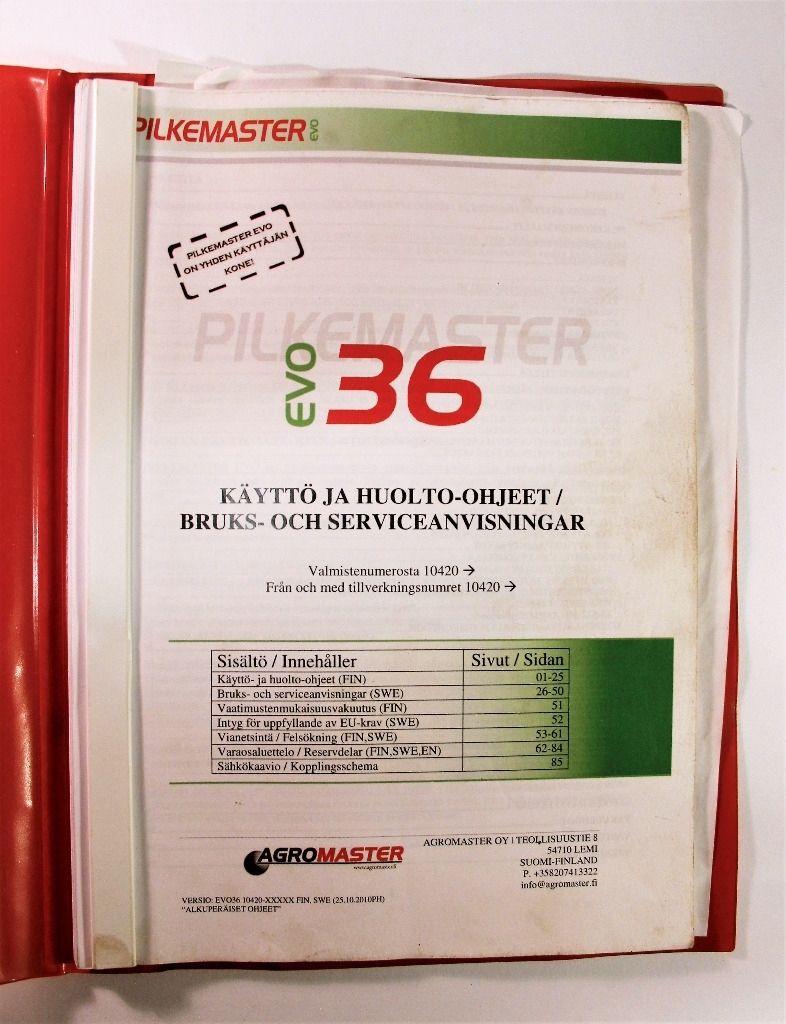 PILKEMASTER EVO
PILKEMASTER EVO
ON YHDEN KÄYTTÄJÄN
KONE!
PILKEMASTER
EVO 36
KÄYTTÖ JA HUOLTO-OHJEET /
BRUKS- OCH SERVICEANVISNINGAR
Valmistenumerosta 10420 →
Från och med tillverkningsnumret 10420 →
Sisältö / Innehåller Sivut / Sidan
Käyttö- ja huolto-ohjeet (FIN) 01-25
Bruks- och serviceanvisningar (SWE) 26-50
Vaatimustenmukaisuusvakuutus (FIN) 51
Intyg för uppfyllande av EU-krav (SWE) 52
Vianetsintä / Felsökning (FIN,SWE) 53-61
Varaosaluettelo / Reservdelar (FIN,SWE,EN) 62-84
Sähkökaavio / Kopplingsschema 85
AGROMASTER
www.agromaster.fi
AGROMASTER OY | TEOLLISUUSTIE 8
54710 LEMI
SUOMI-FINLAND
P. +358207413322
info@agromaster.fi
VERSIO: EVO36 10420-XXXXX FIN, SWE (25.10.2010PH)
"ALKUPERÄISET OHJEET"